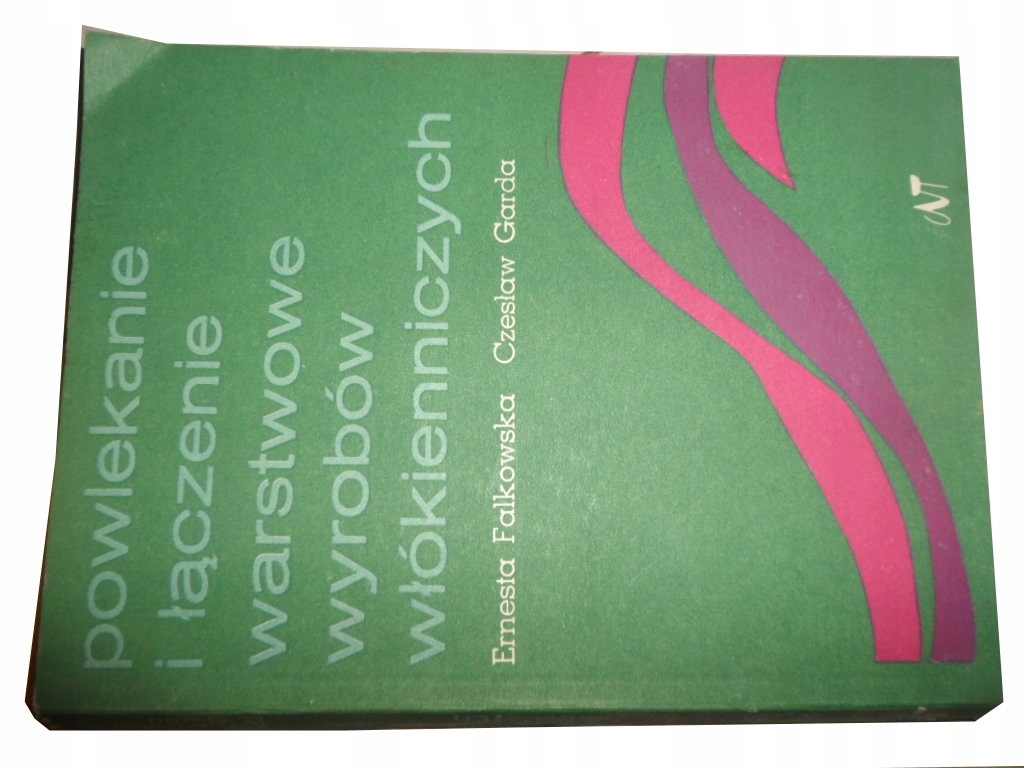 powlekanie
i łączenie
warstwowe
wyrobów
włókienniczych
Ernesta Falkowska Czesław Garda